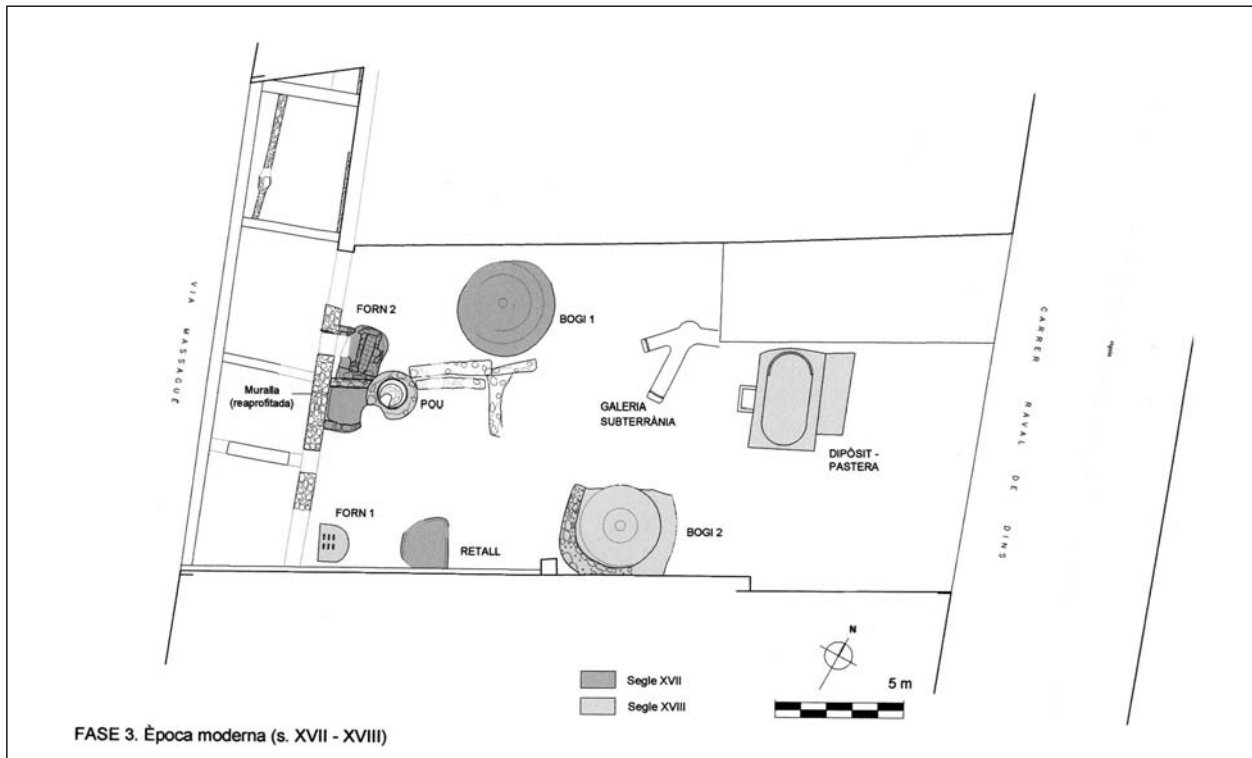 VIA MASSAGUÉ
FORN 2
BOGI 1
Muralla
(reaprofitada)
POU
GALERIA
SUBTERRÀNIA
DIPÒSIT -
PASTERA
CARRER RAVAL DE DINS
FORN 1
RETALL
BOGI 2
N
Segle XVII
Segle XVIII
5 m
FASE 3. Època moderna (s. XVII - XVIII)